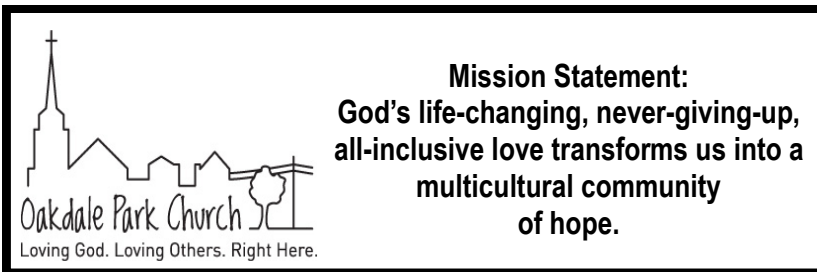 Mission Statement:
God's life-changing, never-giving-up,
all-inclusive love transforms us into a
multicultural community
of hope.
Oakdale Park Church
Loving God. Loving Others. Right Here.